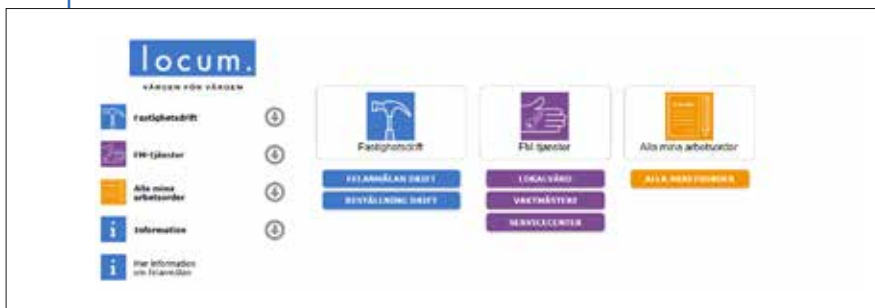 locum.
VÅRDEN FÖR VÅRDEN
Fastighetsdrift
FM-tjänster
Alla mina
arbetsorder
Information
Mer information
om felanmälan
Fastighetsdrift
FELANMÄLAN DRIFT
BESTÄLLNING DRIFT
FM-tjänster
LOKALVÅRD
VAKTMÄSTERI
SERVICECENTER
Alla mina arbetsorder
ALLA ARBETSORDER